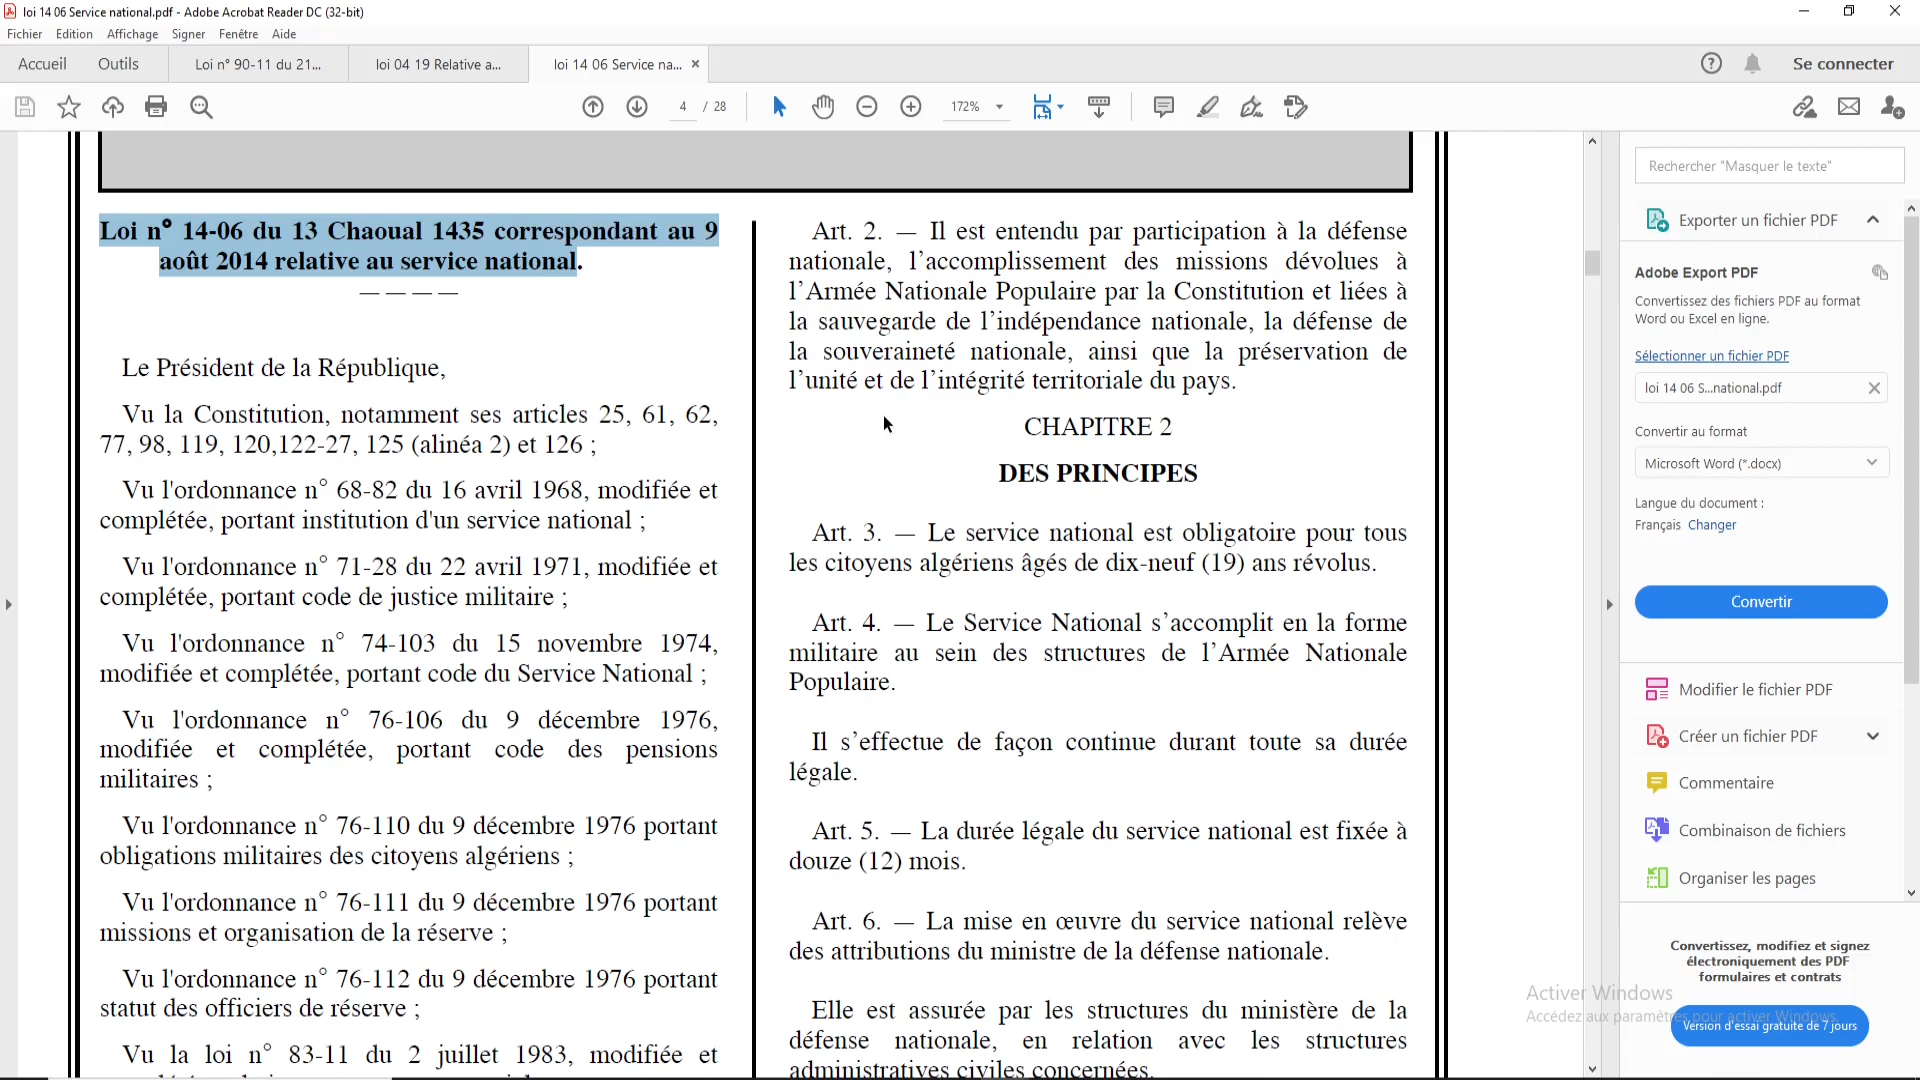 loi 14 06 Service national.pdf - Adobe Acrobat Reader DC (32-bit)
Fichier Edition Affichage Signer Fenêtre Aide
Accueil Outils Loi n° 90-11 du 21... loi 04 19 Relative a... loi 14 06 Service na... × Se connecter
4 / 28 172%
Loi n° 14-06 du 13 Chaoual 1435 correspondant au 9
août 2014 relative au service national.
————
Le Président de la République,
Vu la Constitution, notamment ses articles 25, 61, 62,
77, 98, 119, 120,122-27, 125 (alinéa 2) et 126 ;
Vu l'ordonnance n° 68-82 du 16 avril 1968, modifiée et
complétée, portant institution d'un service national ;
Vu l'ordonnance n° 71-28 du 22 avril 1971, modifiée et
complétée, portant code de justice militaire ;
Vu l'ordonnance n° 74-103 du 15 novembre 1974,
modifiée et complétée, portant code du Service National ;
Vu l'ordonnance n° 76-106 du 9 décembre 1976,
modifiée et complétée, portant code des pensions
militaires ;
Vu l'ordonnance n° 76-110 du 9 décembre 1976 portant
obligations militaires des citoyens algériens ;
Vu l'ordonnance n° 76-111 du 9 décembre 1976 portant
missions et organisation de la réserve ;
Vu l'ordonnance n° 76-112 du 9 décembre 1976 portant
statut des officiers de réserve ;
Vu la loi n° 83-11 du 2 juillet 1983, modifiée et
Art. 2. — Il est entendu par participation à la défense
nationale, l’accomplissement des missions dévolues à
l’Armée Nationale Populaire par la Constitution et liées à
la sauvegarde de l’indépendance nationale, la défense de
la souveraineté nationale, ainsi que la préservation de
l’unité et de l’intégrité territoriale du pays.
CHAPITRE 2
DES PRINCIPES
Art. 3. — Le service national est obligatoire pour tous
les citoyens algériens âgés de dix-neuf (19) ans révolus.
Art. 4. — Le Service National s’accomplit en la forme
militaire au sein des structures de l’Armée Nationale
Populaire.
Il s’effectue de façon continue durant toute sa durée
légale.
Art. 5. — La durée légale du service national est fixée à
douze (12) mois.
Art. 6. — La mise en œuvre du service national relève
des attributions du ministre de la défense nationale.
Elle est assurée par les structures du ministère de la
défense nationale, en relation avec les structures
administratives civiles concernées.
Rechercher "Masquer le texte"
Exporter un fichier PDF
Adobe Export PDF
Convertissez des fichiers PDF au format
Word ou Excel en ligne.
Sélectionner un fichier PDF
loi 14 06 S...national.pdf
Convertir au format
Microsoft Word (*.docx)
Langue du document :
Français Changer
Convertir
Modifier le fichier PDF
Créer un fichier PDF
Commentaire
Combinaison de fichiers
Organiser les pages
Convertissez, modifiez et signez
électroniquement des PDF
formulaires et contrats
Activer Windows
Accédez aux paramètres pour activer Windows.
Version d'essai gratuite de 7 jours